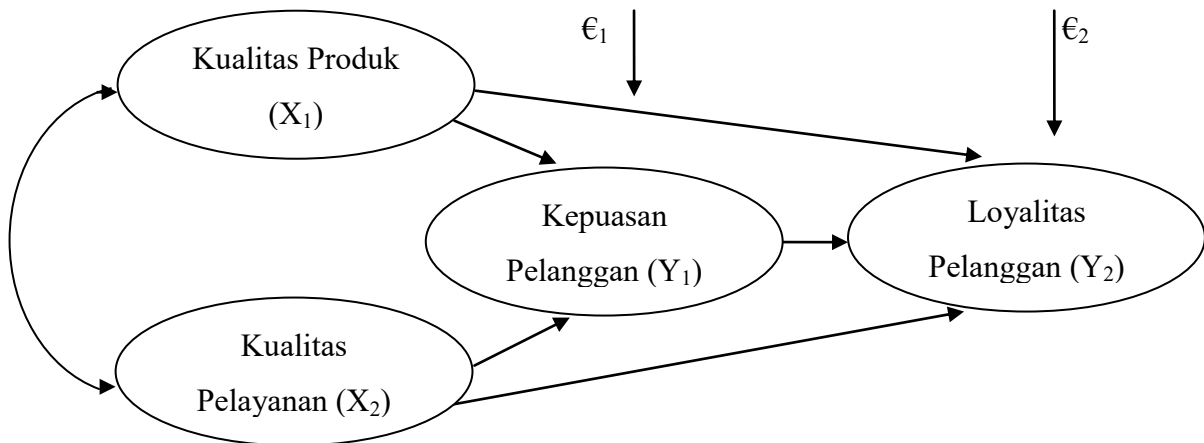 €₁
€₂
Kualitas Produk
(X₁)
Kepuasan
Pelanggan (Y₁)
Loyalitas
Pelanggan (Y₂)
Kualitas
Pelayanan (X₂)